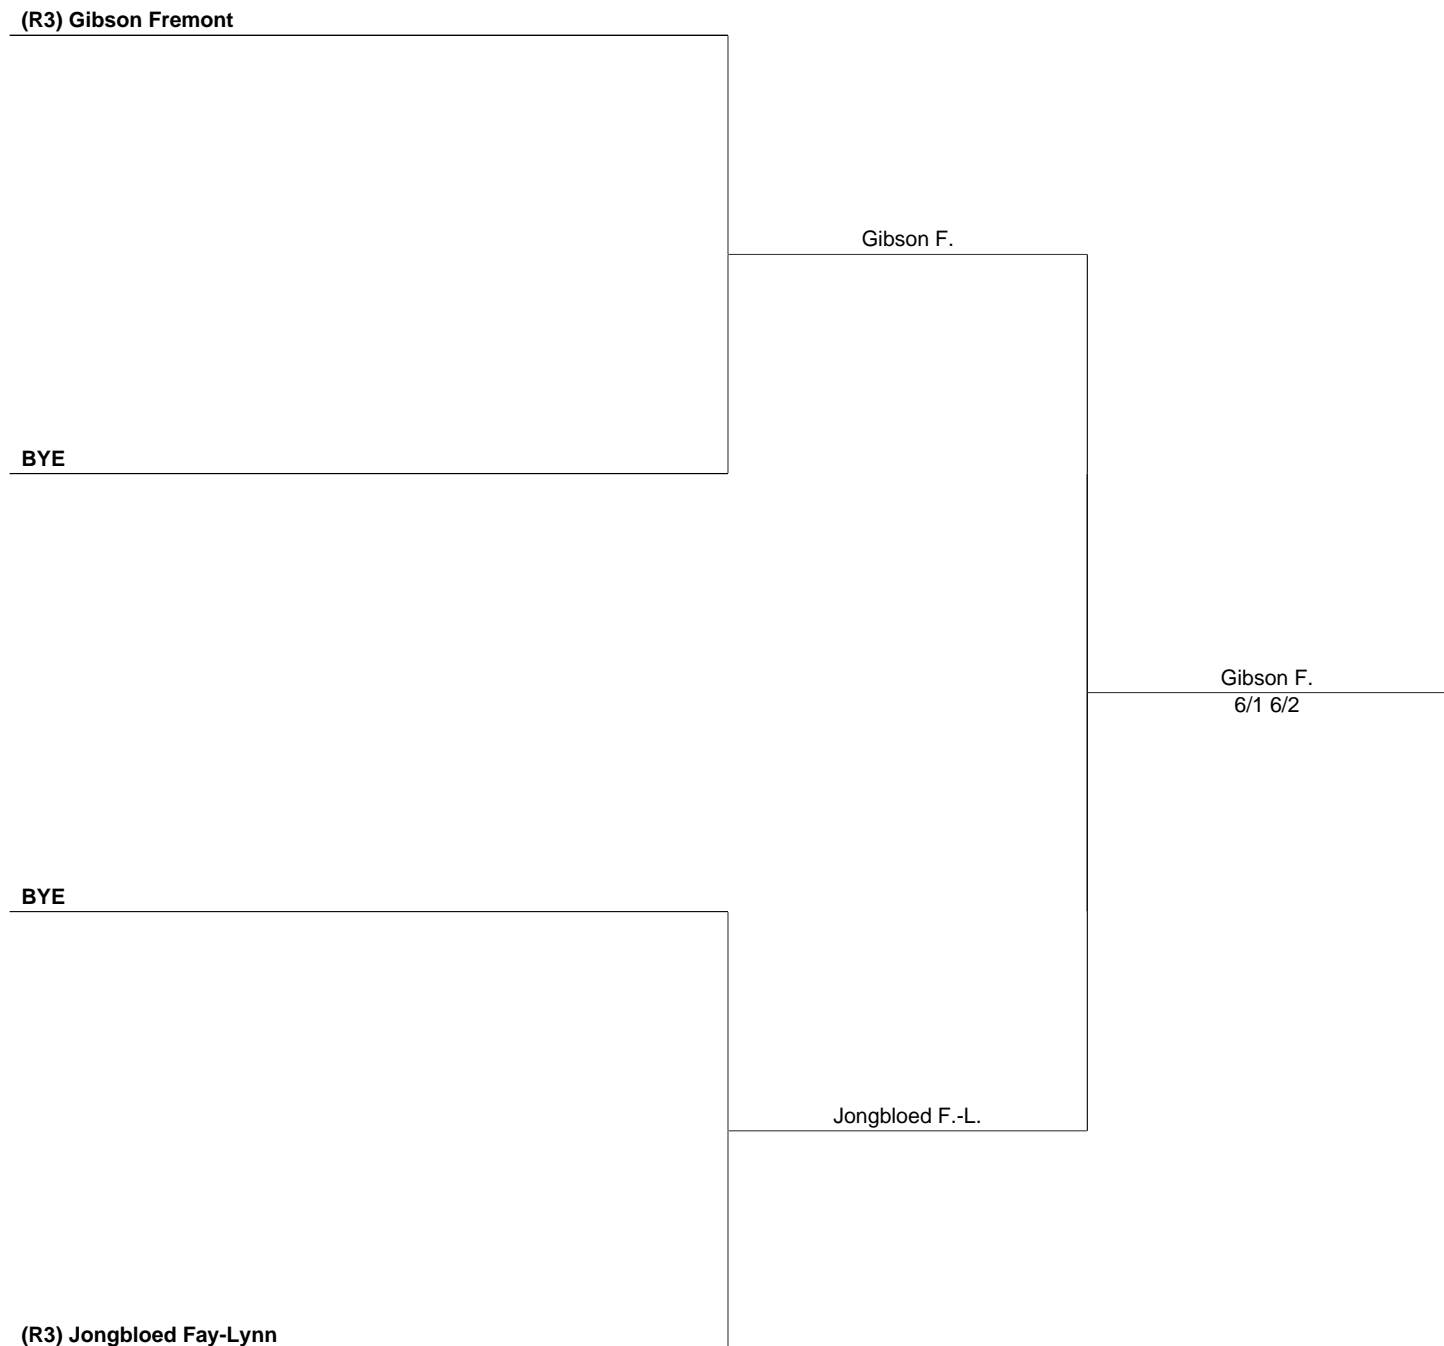 (R3) Gibson Fremont
Gibson F.
BYE
Gibson F.
6/1 6/2
BYE
Jongbloed F.-L.
(R3) Jongbloed Fay-Lynn